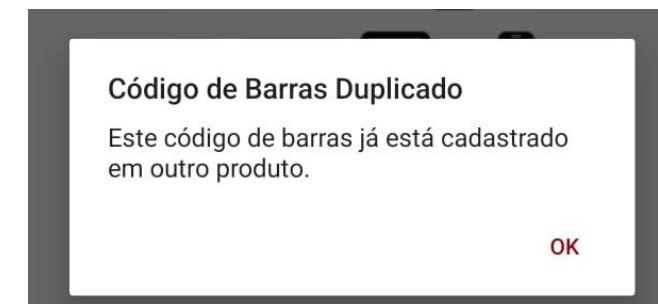 Código de Barras Duplicado
Este código de barras já está cadastrado
em outro produto.
OK